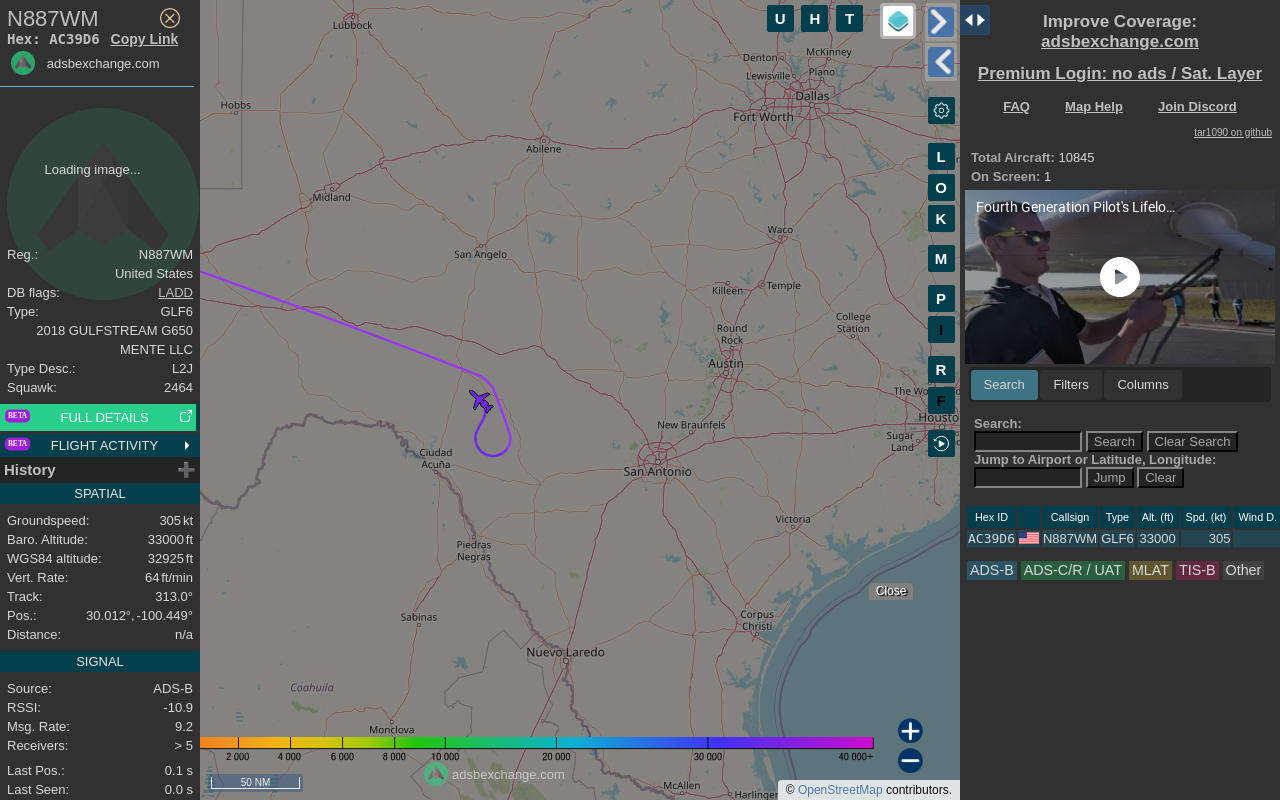 N887WM
Hex: AC39D6 Copy Link
adsbexchange.com
Loading image...
Reg.: N887WM
United States
DB flags: LADD
Type: GLF6
2018 GULFSTREAM G650
MENTE LLC
Type Desc.: L2J
Squawk: 2464
BETA FULL DETAILS
BETA FLIGHT ACTIVITY
History
SPATIAL
Groundspeed: 305 kt
Baro. Altitude: 33000 ft
WGS84 altitude: 32925 ft
Vert. Rate: 64 ft/min
Track: 313.0°
Pos.: 30.012°, -100.449°
Distance: n/a
SIGNAL
Source: ADS-B
RSSI: -10.9
Msg. Rate: 9.2
Receivers: > 5
Last Pos.: 0.1 s
Last Seen: 0.0 s
Lubbock
Hobbs
Denton
McKinney
Lewisville
Plano
Dallas
Fort Worth
Abilene
Midland
San Angelo
Waco
Killeen
Temple
College Station
Round Rock
Austin
The Wo
Houston
Sugar Land
New Braunfels
San Antonio
Ciudad Acuña
Victoria
Piedras Negras
Sabinas
Corpus Christi
Nuevo Laredo
Coahuila
Monclova
McAllen
Harlingen
U H T
L
O
K
M
P
I
R
F
Close
2 000 4 000 6 000 8 000 10 000 20 000 30 000 40 000+
50 NM
adsbexchange.com
© OpenStreetMap contributors.
Improve Coverage:
adsbexchange.com
Premium Login: no ads / Sat. Layer
FAQ Map Help Join Discord
tar1090 on github
Total Aircraft: 10845
On Screen: 1
Fourth Generation Pilot's Lifelo...
Search Filters Columns
Search:
Search Clear Search
Jump to Airport or Latitude, Longitude:
Jump Clear
Hex ID Callsign Type Alt. (ft) Spd. (kt) Wind D.
AC39D6 N887WM GLF6 33000 305
ADS-B ADS-C/R / UAT MLAT TIS-B Other